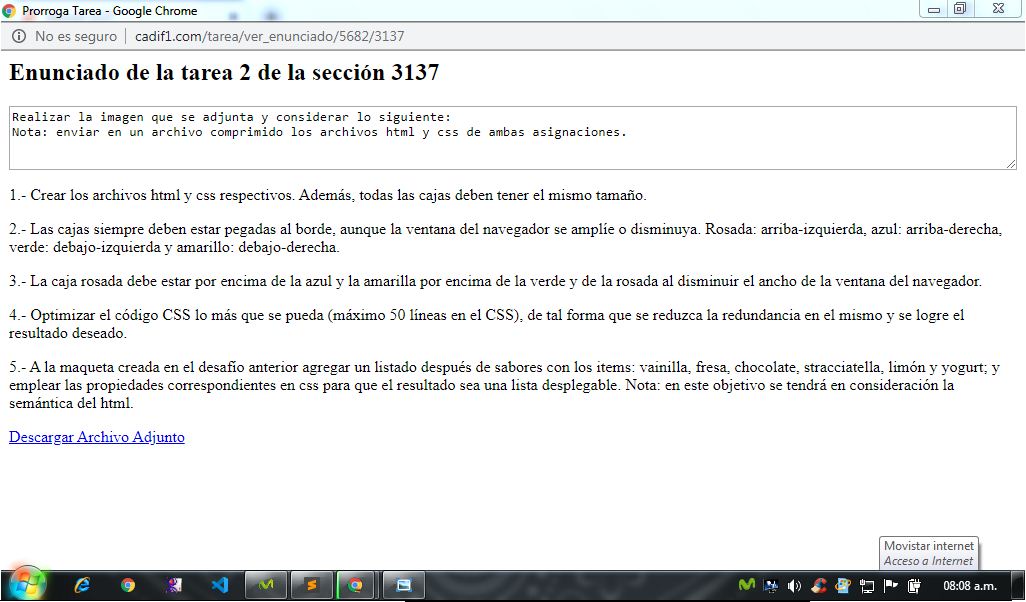 Prorroga Tarea - Google Chrome
No es seguro | cadif1.com/tarea/ver_enunciado/5682/3137
Enunciado de la tarea 2 de la sección 3137
Realizar la imagen que se adjunta y considerar lo siguiente:
Nota: enviar en un archivo comprimido los archivos html y css de ambas asignaciones.
1.- Crear los archivos html y css respectivos. Además, todas las cajas deben tener el mismo tamaño.
2.- Las cajas siempre deben estar pegadas al borde, aunque la ventana del navegador se amplíe o disminuya. Rosada: arriba-izquierda, azul: arriba-derecha,
verde: debajo-izquierda y amarillo: debajo-derecha.
3.- La caja rosada debe estar por encima de la azul y la amarilla por encima de la verde y de la rosada al disminuir el ancho de la ventana del navegador.
4.- Optimizar el código CSS lo más que se pueda (máximo 50 líneas en el CSS), de tal forma que se reduzca la redundancia en el mismo y se logre el
resultado deseado.
5.- A la maqueta creada en el desafío anterior agregar un listado después de sabores con los items: vainilla, fresa, chocolate, stracciatella, limón y yogurt; y
emplear las propiedades correspondientes en css para que el resultado sea una lista desplegable. Nota: en este objetivo se tendrá en consideración la
semántica del html.
Descargar Archivo Adjunto
Movistar internet
Acceso a Internet
08:08 a.m.